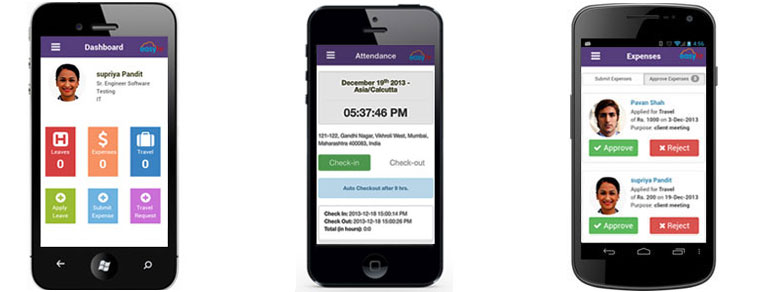 Dashboard
easy
supriya Pandit
Sr. Engineer Software
Testing
IT
Leaves
0
Expenses
0
Travel
0
Apply
Leave
Submit
Expense
Travel
Request
Attendance
easy
December 19th 2013 -
Asia/Calcutta
05:37:46 PM
121-122, Gandhi Nagar, Vikhroli West, Mumbai,
Maharashtra 400083, India
Check-in
Check-out
Auto Checkout after 9 hrs.
Check In: 2013-12-18 15:00:14 PM
Check Out: 2013-12-18 15:00:26 PM
Total (in hours): 0:0
4:56
Expenses
easy
Submit Expenses
Approve Expenses
Pavan Shah
Applied for Travel
of Rs. 1000 on 3-Dec-2013
Purpose: client meeting
Approve
Reject
supriya Pandit
Applied for Travel
of Rs. 200 on 19-Dec-2013
Purpose: client meeting
Approve
Reject